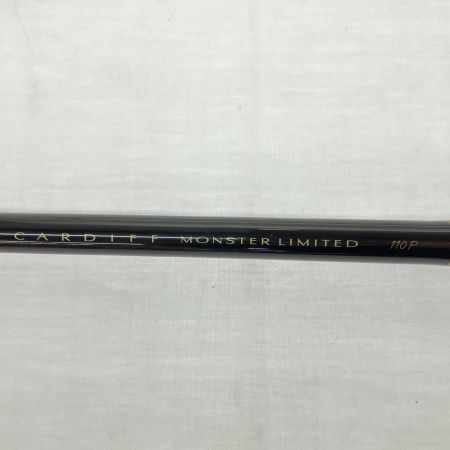 CARDIFF MONSTER LIMITED 110P